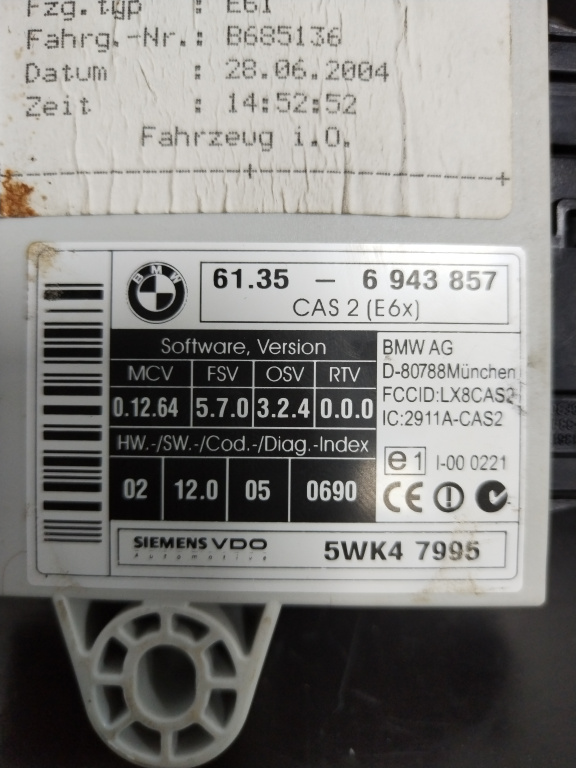 Fzg.typ : E61
Fahrg.-Nr.: B685136
Datum : 28.06.2004
Zeit : 14:52:52
Fahrzeug i.O.
BMW
61.35 - 6 943 857
CAS 2 (E6x)
Software, Version
MCV FSV OSV RTV
0.12.64 5.7.0 3.2.4 0.0.0
HW.-/SW.-/Cod.-/Diag.-Index
02 12.0 05 0690
BMW AG
D-80788München
FCCID:LX8CAS2
IC:2911A-CAS2
e1 I-00 0221
CE
SIEMENS VDO
Automotive
5WK4 7995